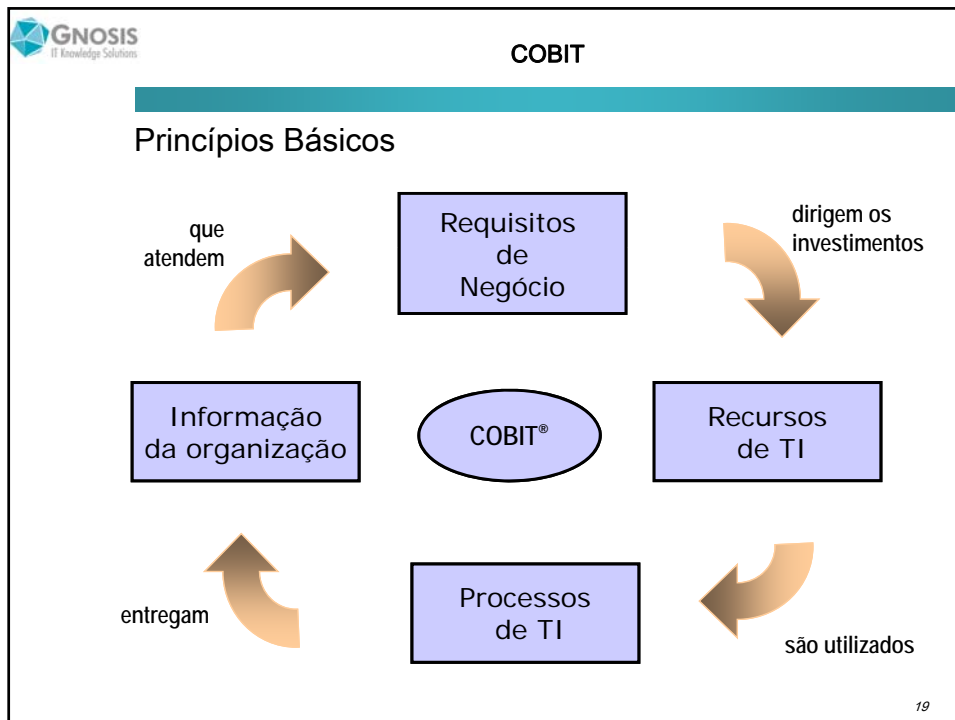 GNOSIS
IT Knowledge Solutions
COBIT
Princípios Básicos
que
atendem
Requisitos
de
Negócio
dirigem os
investimentos
Informação
da organização
COBIT®
Recursos
de TI
entregam
Processos
de TI
são utilizados
19